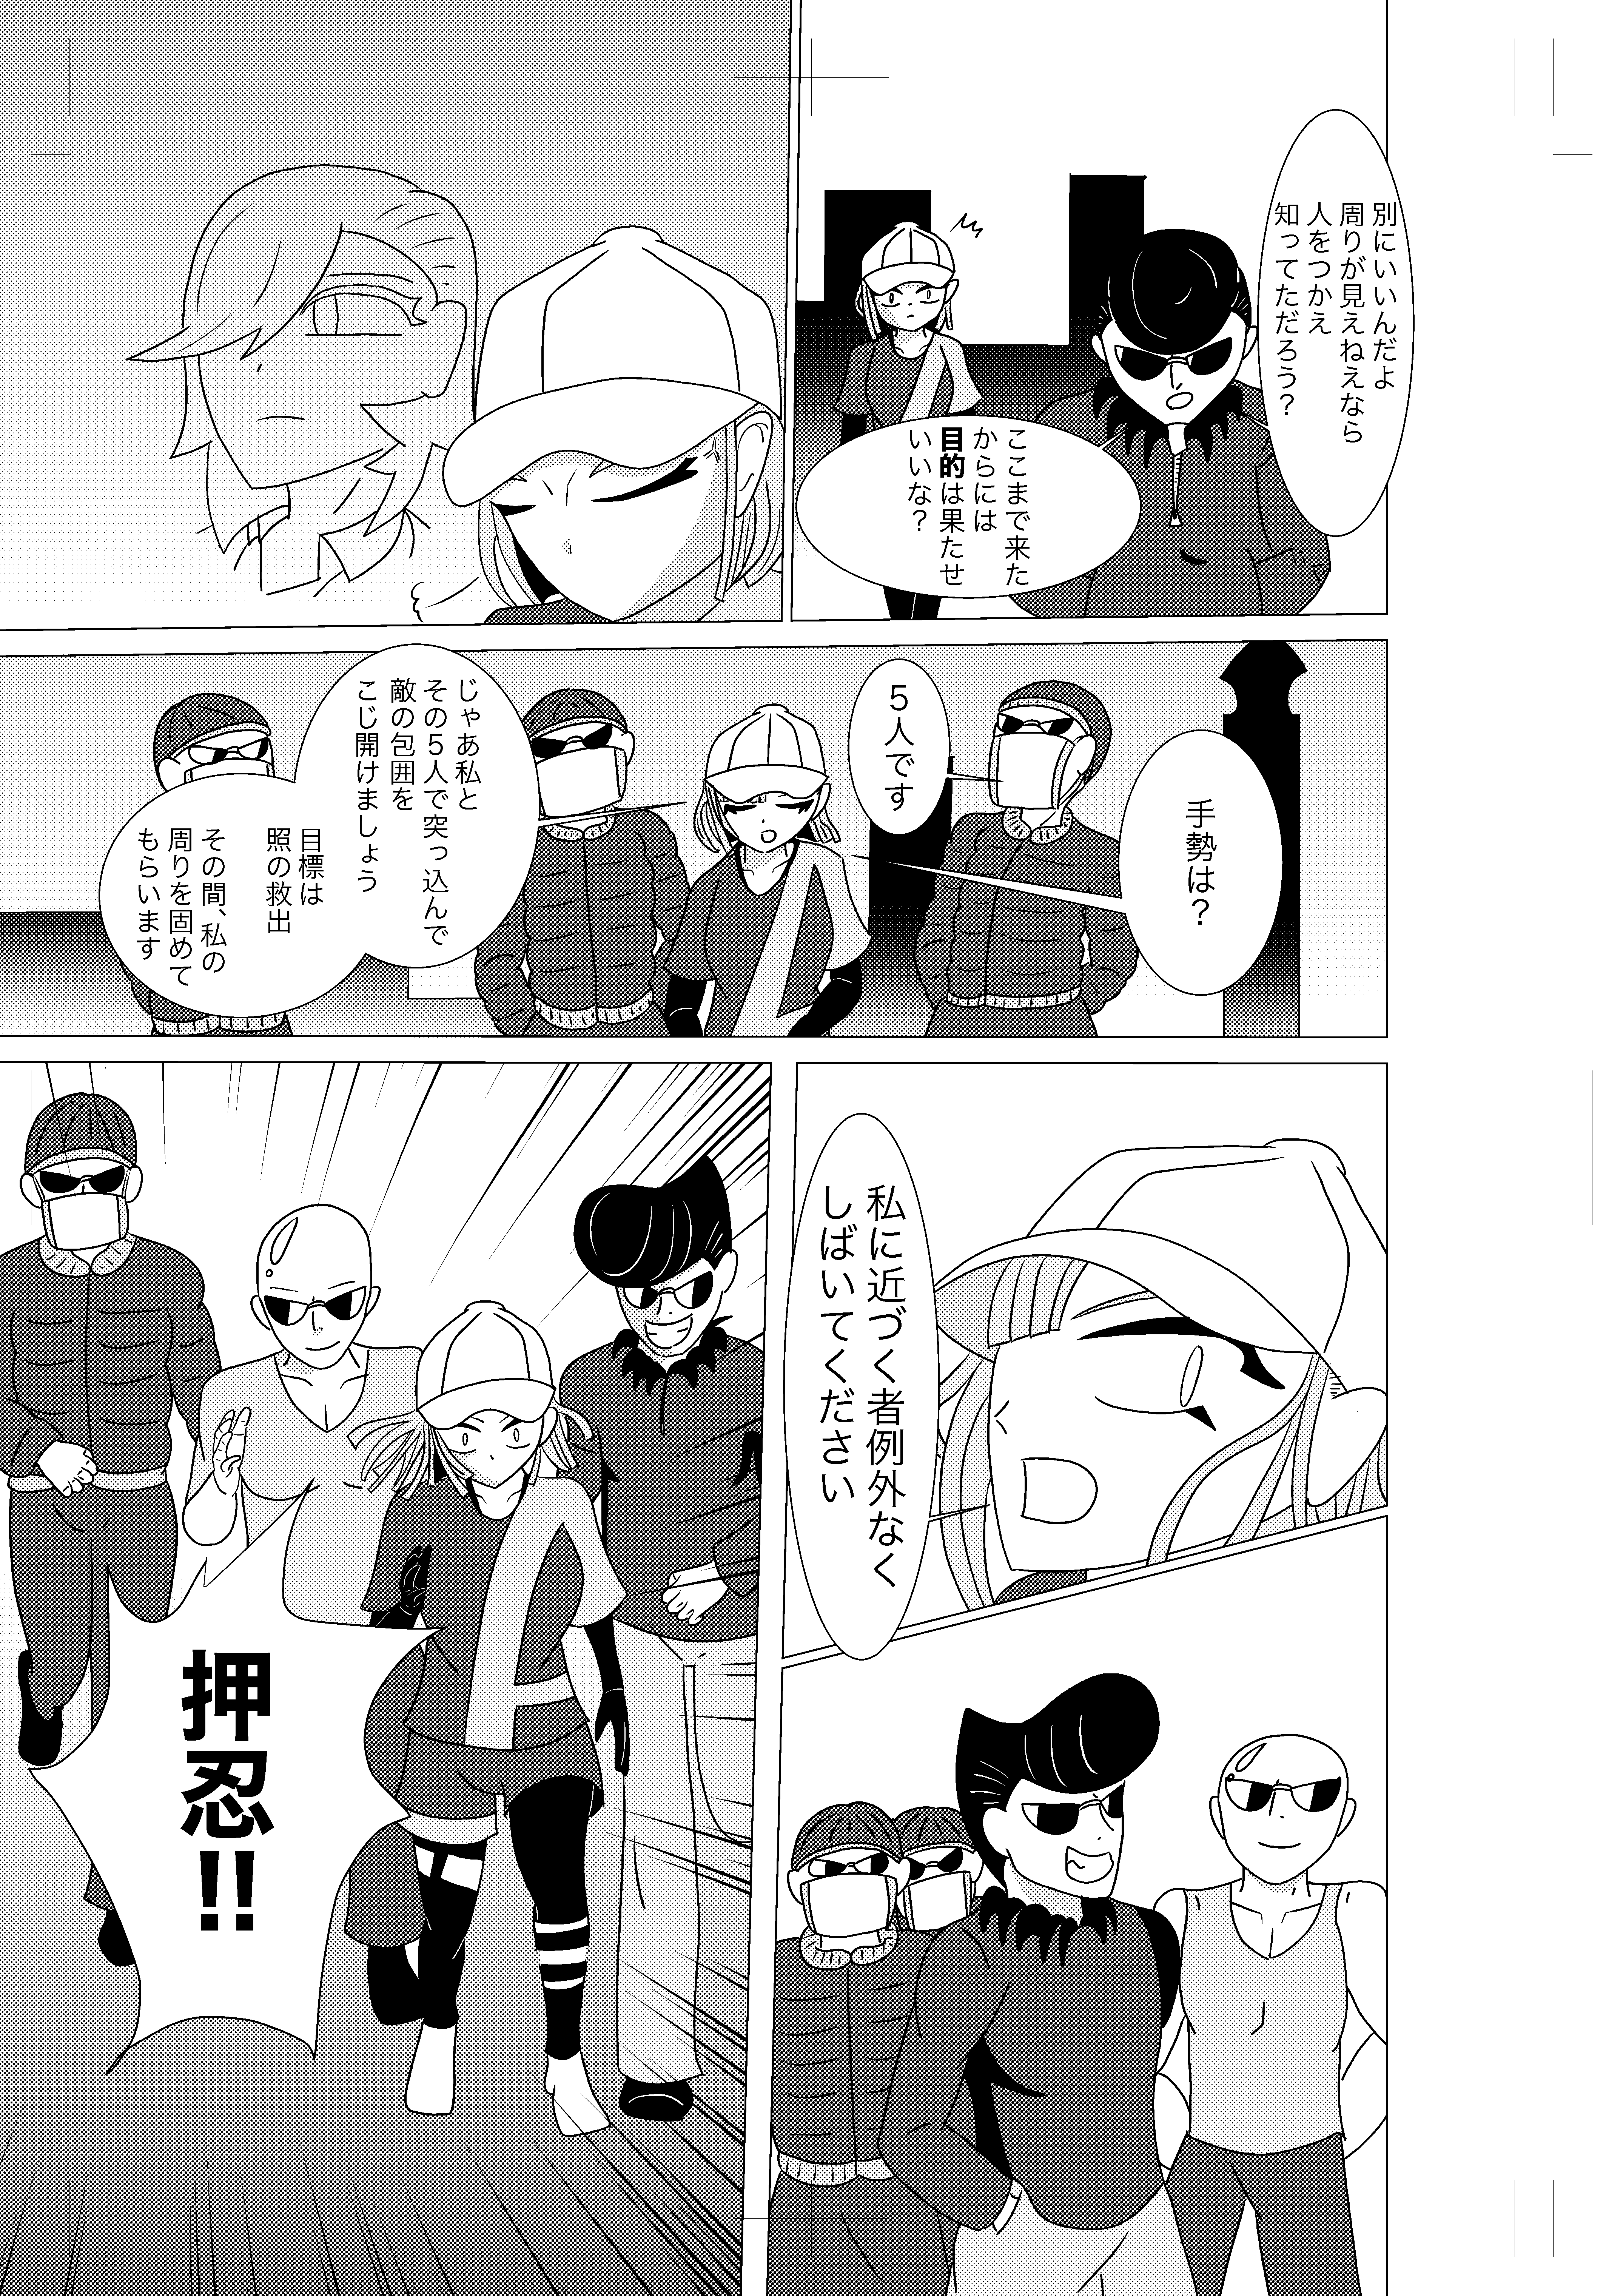 別にいいんだよ
周りが見えねえなら
人をつかえ
知ってただろう？
ここまで来た
からには
目的は果たせ
いいな？
手勢は？
５人です
じゃあ私と
その５人で突っ込んで
敵の包囲を
こじ開けましょう
目標は
照の救出
その間、私の
周りを固めて
もらいます
私に近づく者例外なく
しばいてください
押忍!!